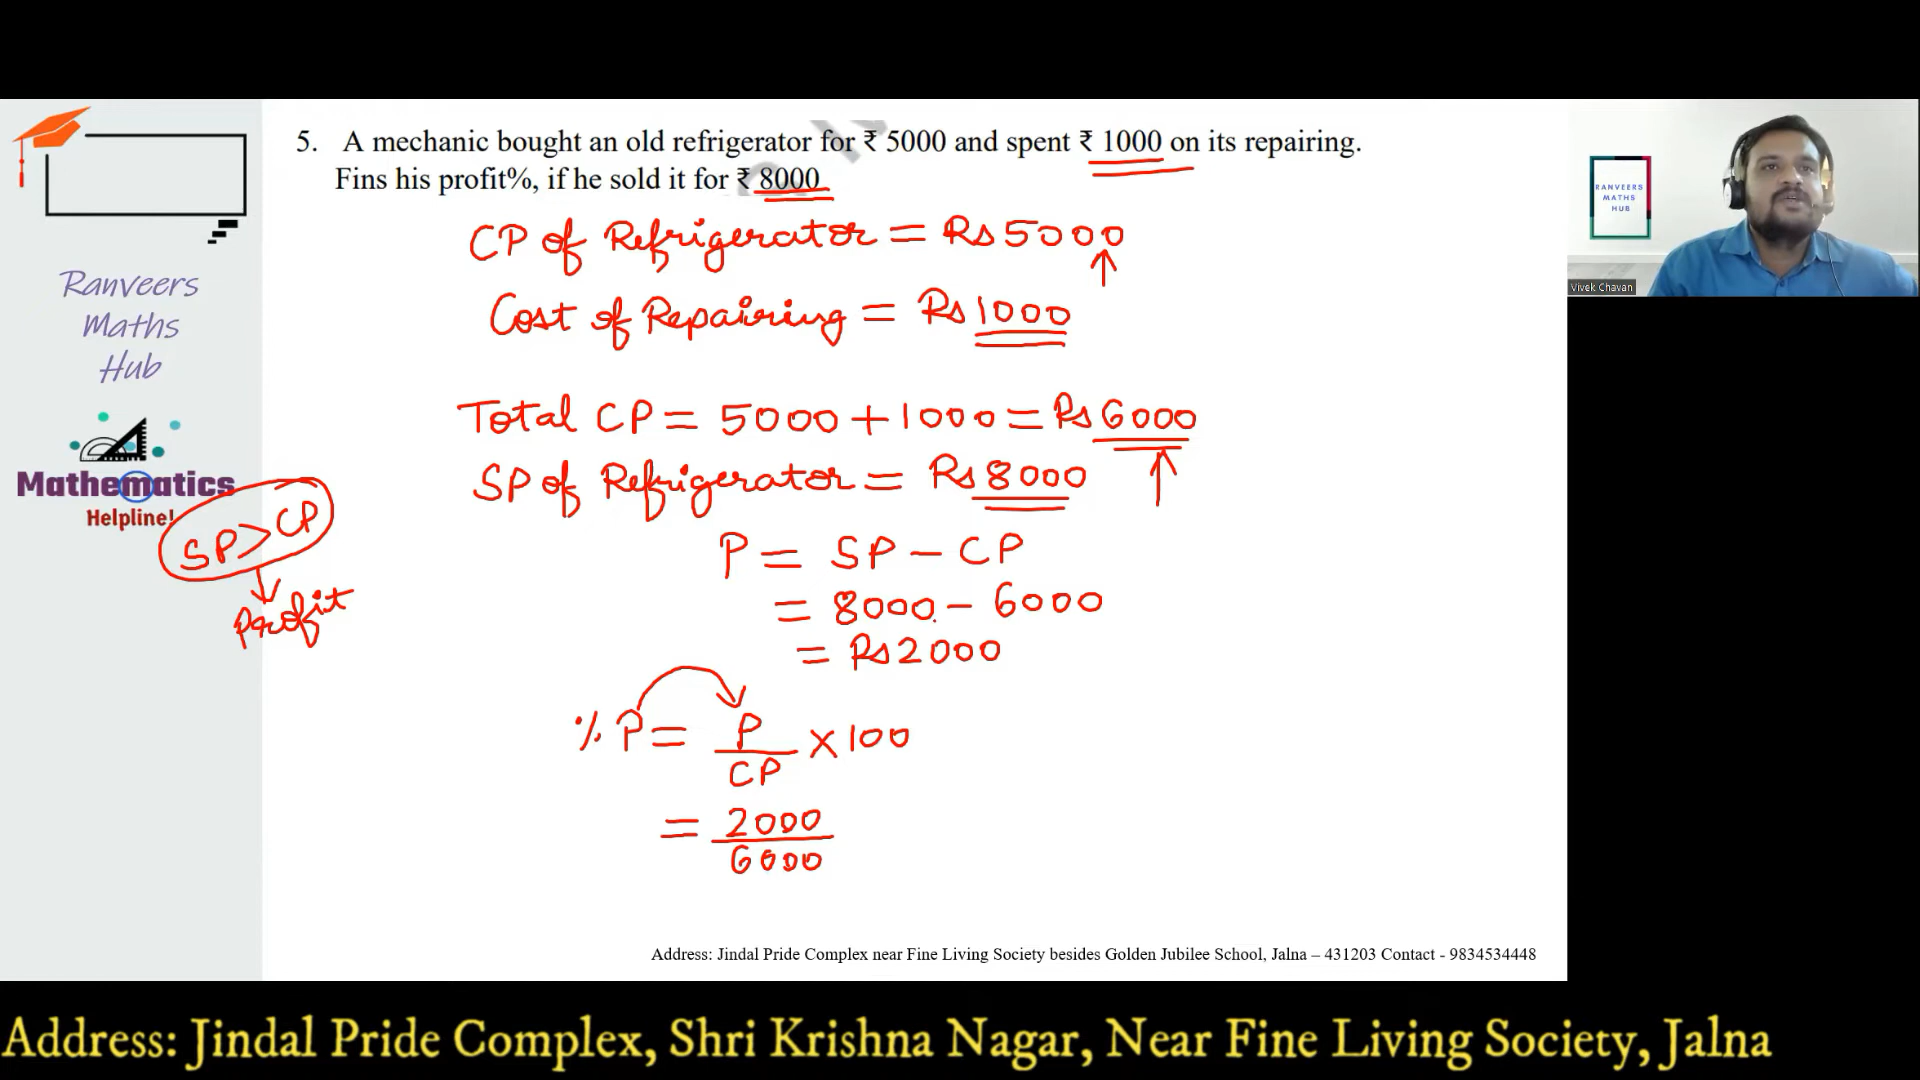 5. A mechanic bought an old refrigerator for ₹ 5000 and spent ₹ 1000 on its repairing.
Fins his profit%, if he sold it for ₹ 8000
CP of Refrigerator = Rs 5000
Cost of Repairing = Rs 1000
Total CP = 5000 + 1000 = Rs 6000
SP of Refrigerator = Rs 8000
P = SP - CP
= 8000 - 6000
= Rs 2000
% P = P/CP × 100
= 2000/6000
Ranveers
Maths
Hub
Mathematics
Helpline!
SP > CP
Profit
RANVEERS
MATHS
HUB
Vivek Chavan
Address: Jindal Pride Complex near Fine Living Society besides Golden Jubilee School, Jalna – 431203 Contact - 9834534448
Address: Jindal Pride Complex, Shri Krishna Nagar, Near Fine Living Society, Jalna